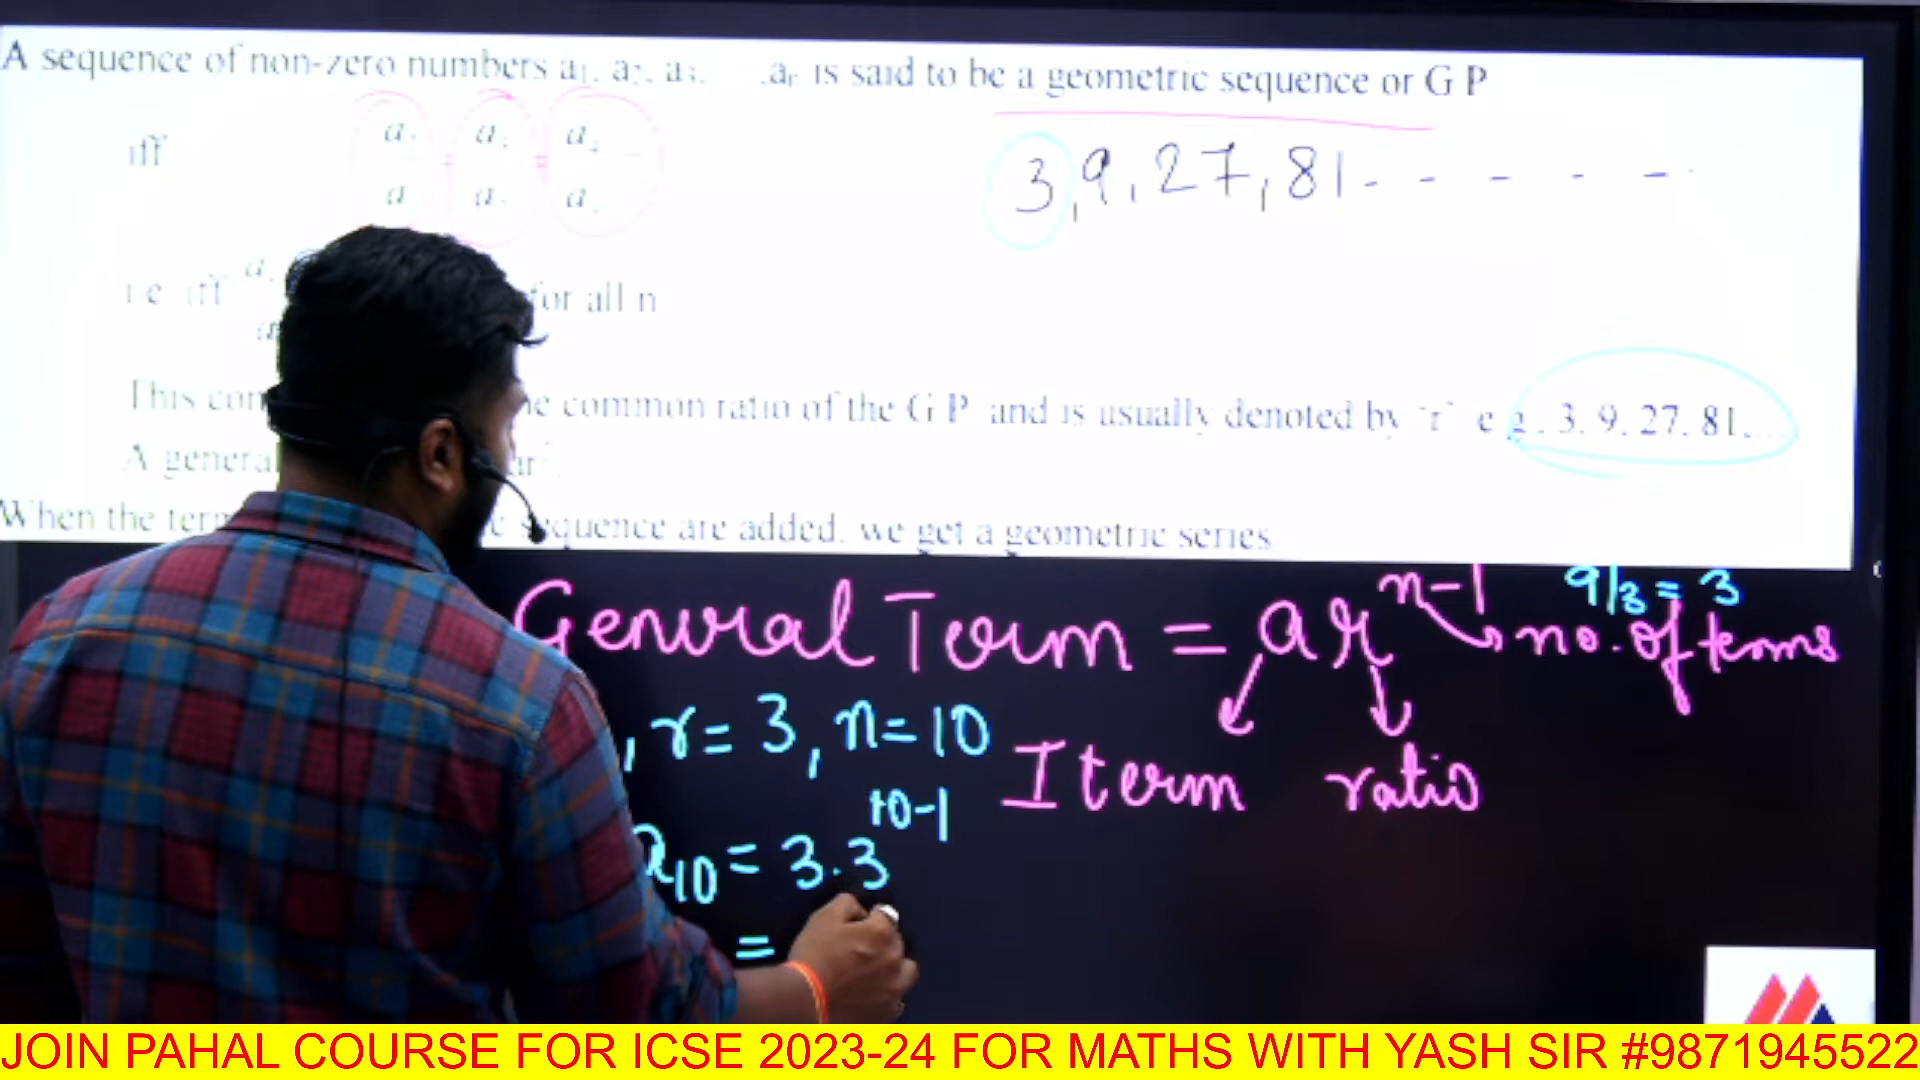 A sequence of non-zero numbers a₁, a₂, a₃, .aₙ is said to be a geometric sequence or G P
iff
3, 9, 27, 81 - - - - -
i e iff for all n
This common ratio of the G P and is usually denoted by 'r' e g . 3, 9, 27, 81, ...
A general
When the sequence are added, we get a geometric series
9/3 = 3
General Term = ar^(n-1) → no. of terms
, r = 3, n = 10
I term ratio
a₁₀ = 3.3^(10-1)
=
JOIN PAHAL COURSE FOR ICSE 2023-24 FOR MATHS WITH YASH SIR #9871945522